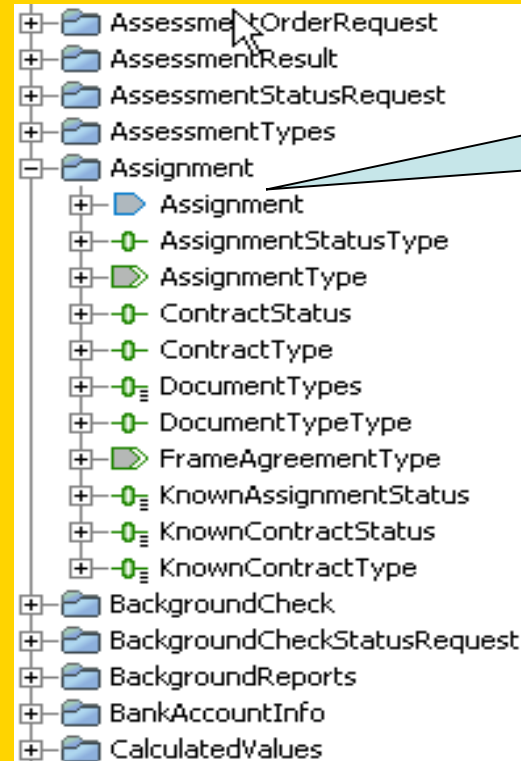 AssessmentOrderRequest
AssessmentResult
AssessmentStatusRequest
AssessmentTypes
Assignment
Assignment
AssignmentStatusType
AssignmentType
ContractStatus
ContractType
DocumentTypes
DocumentTypeType
FrameAgreementType
KnownAssignmentStatus
KnownContractStatus
KnownContractType
BackgroundCheck
BackgroundCheckStatusRequest
BackgroundReports
BankAccountInfo
CalculatedValues